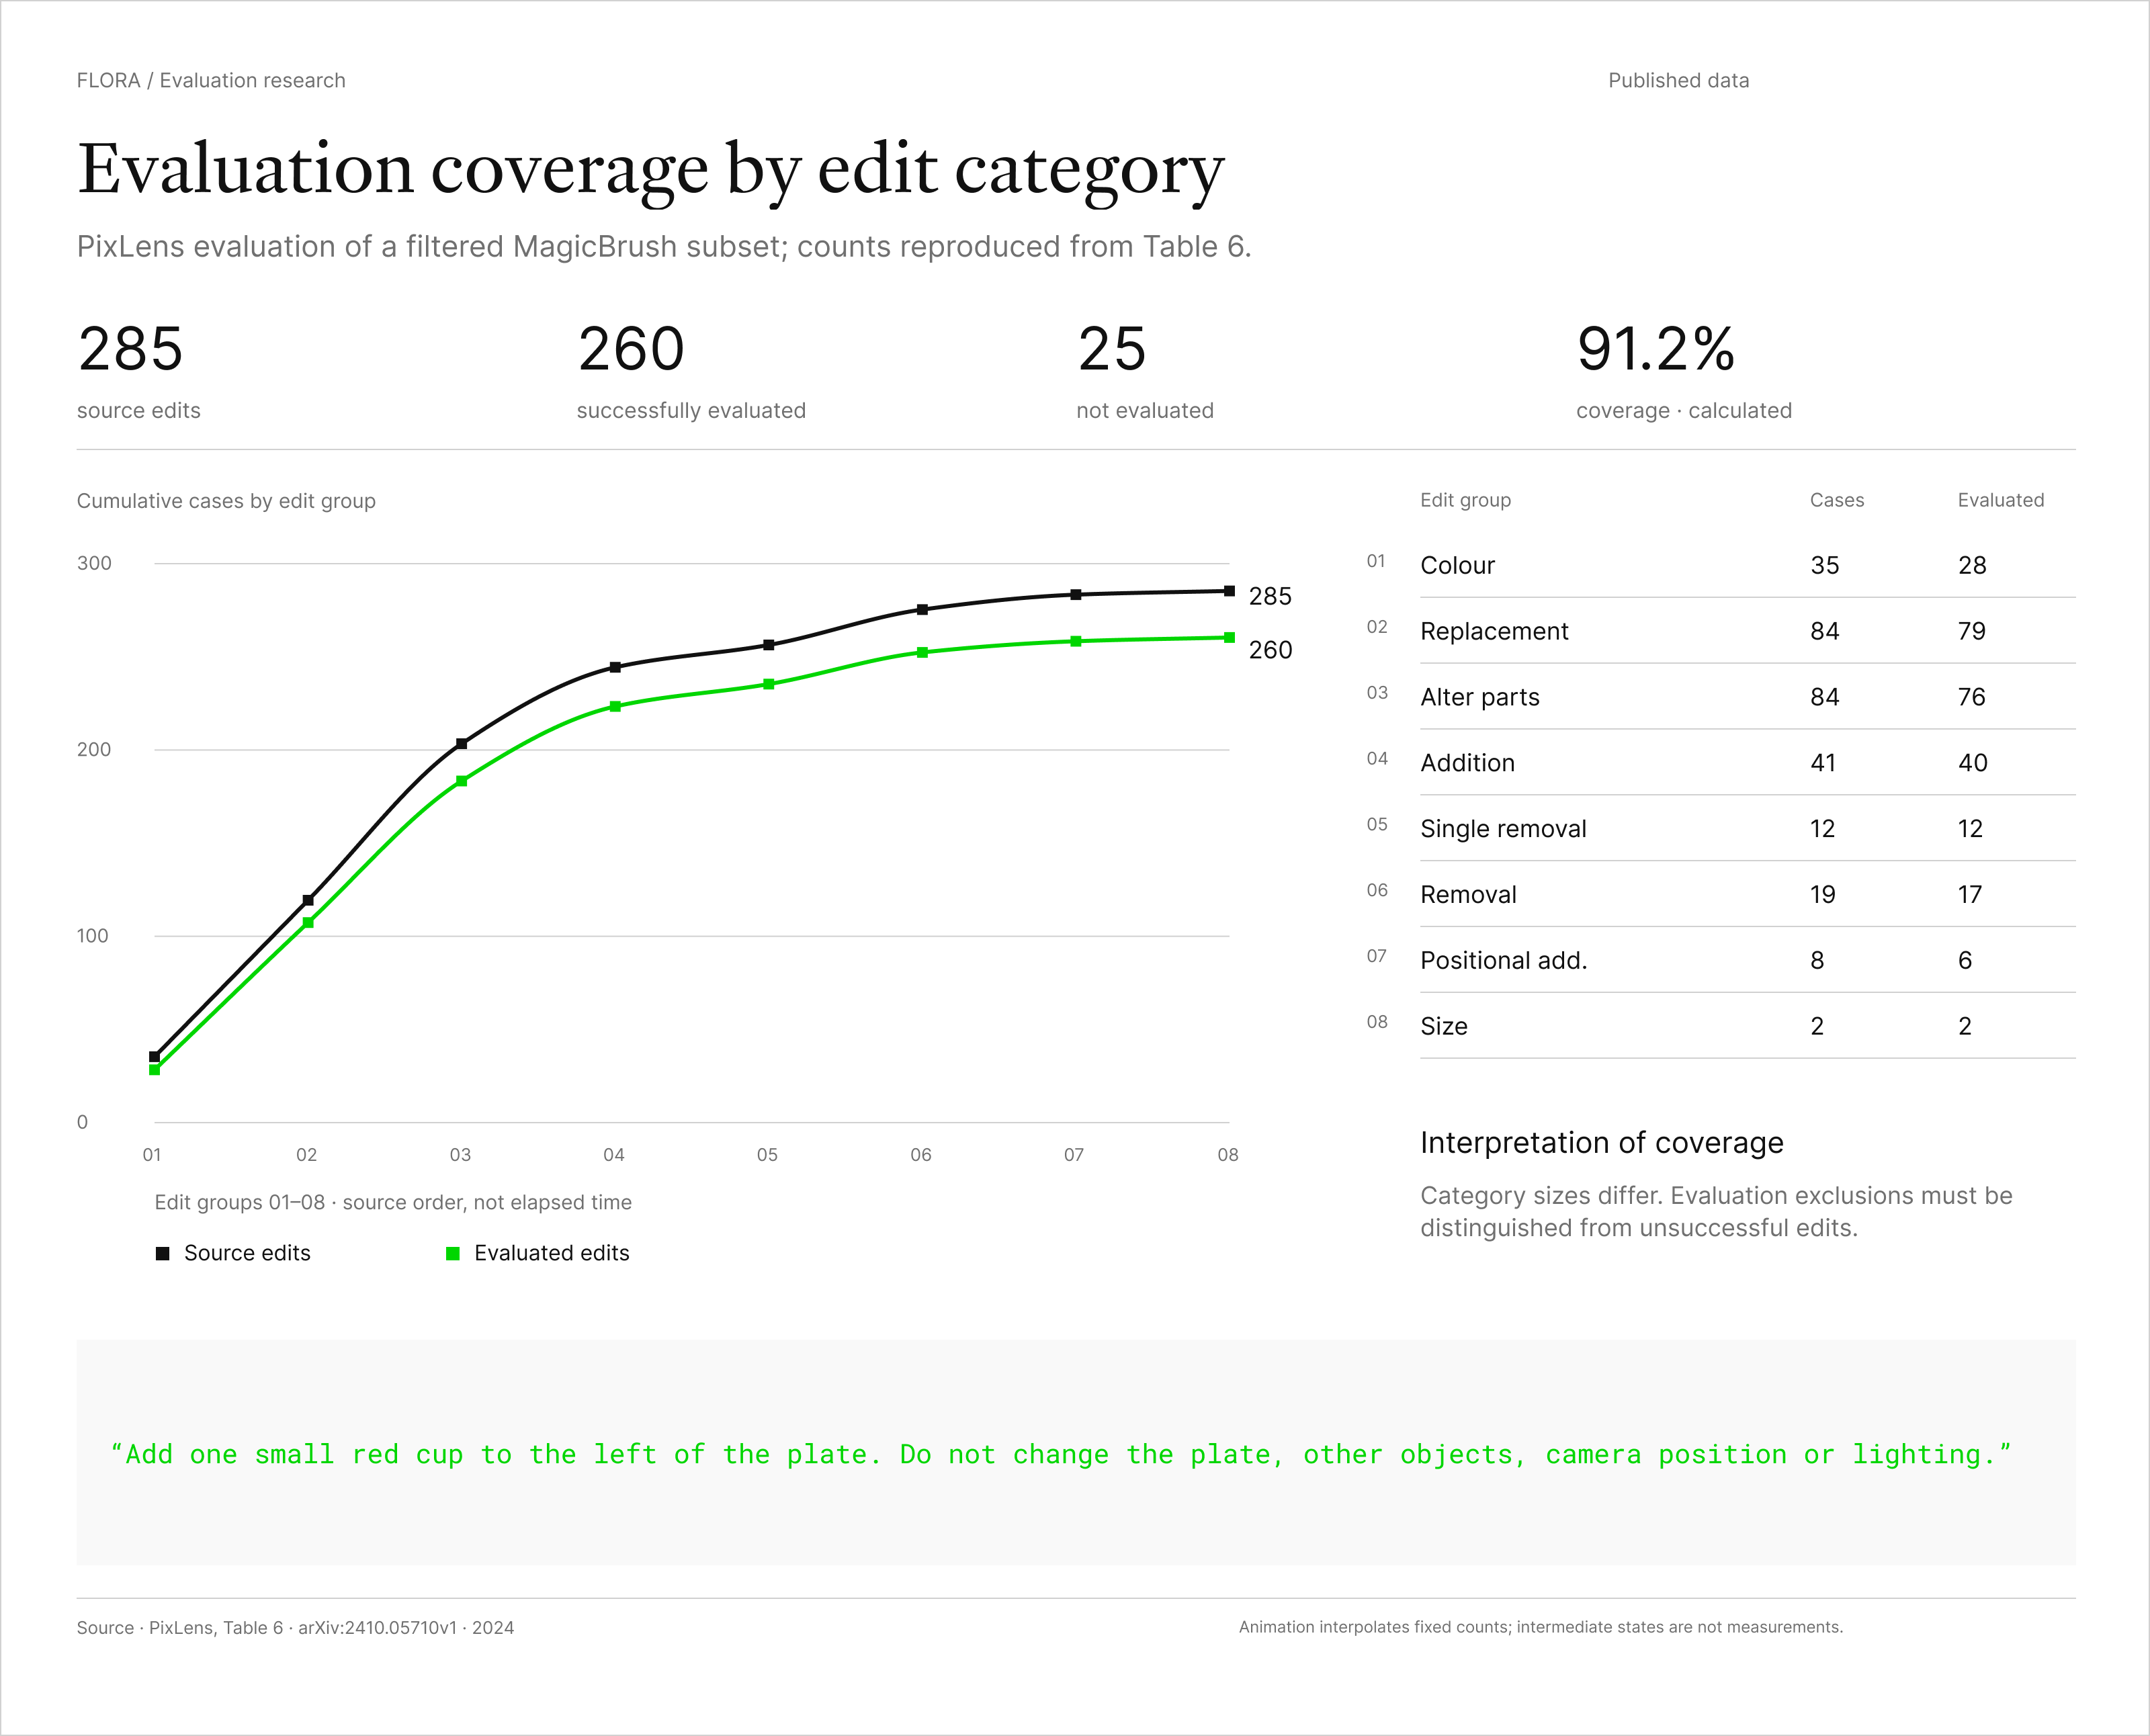 FLORA / Evaluation research
Published data
Evaluation coverage by edit category
PixLens evaluation of a filtered MagicBrush subset; counts reproduced from Table 6.
285
source edits
260
successfully evaluated
25
not evaluated
91.2%
coverage · calculated
Cumulative cases by edit group
300
200
100
0
285
260
01 02 03 04 05 06 07 08
Edit groups 01–08 · source order, not elapsed time
Source edits
Evaluated edits
Edit group Cases Evaluated
01 Colour 35 28
02 Replacement 84 79
03 Alter parts 84 76
04 Addition 41 40
05 Single removal 12 12
06 Removal 19 17
07 Positional add. 8 6
08 Size 2 2
Interpretation of coverage
Category sizes differ. Evaluation exclusions must be
distinguished from unsuccessful edits.
“Add one small red cup to the left of the plate. Do not change the plate, other objects, camera position or lighting.”
Source · PixLens, Table 6 · arXiv:2410.05710v1 · 2024
Animation interpolates fixed counts; intermediate states are not measurements.